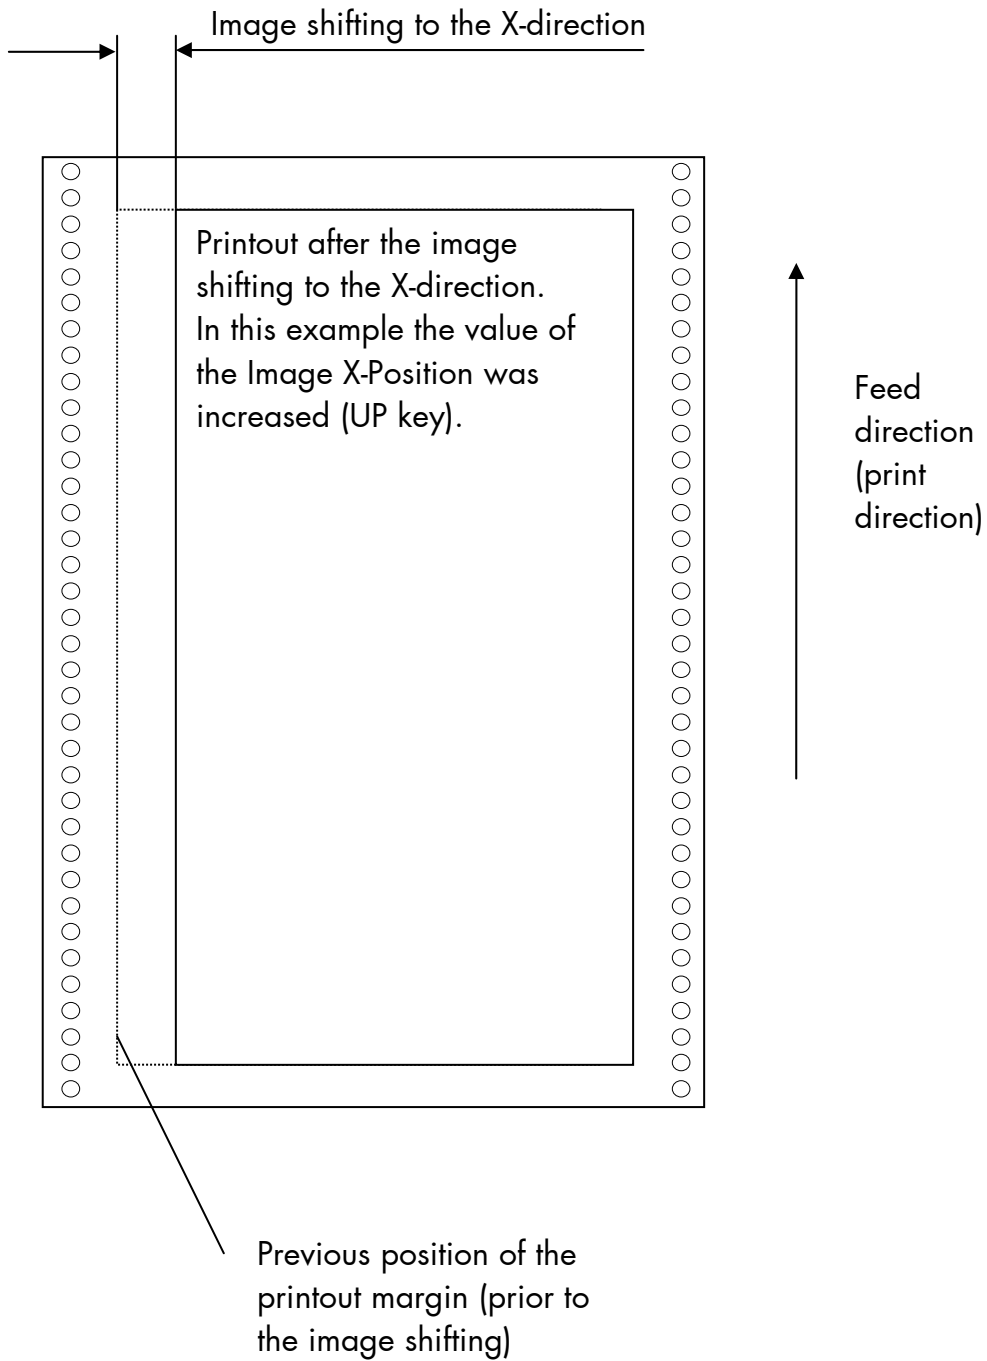 Image shifting to the X-direction
Printout after the image
shifting to the X-direction.
In this example the value of
the Image X-Position was
increased (UP key).
Feed
direction
(print
direction)
Previous position of the
printout margin (prior to
the image shifting)